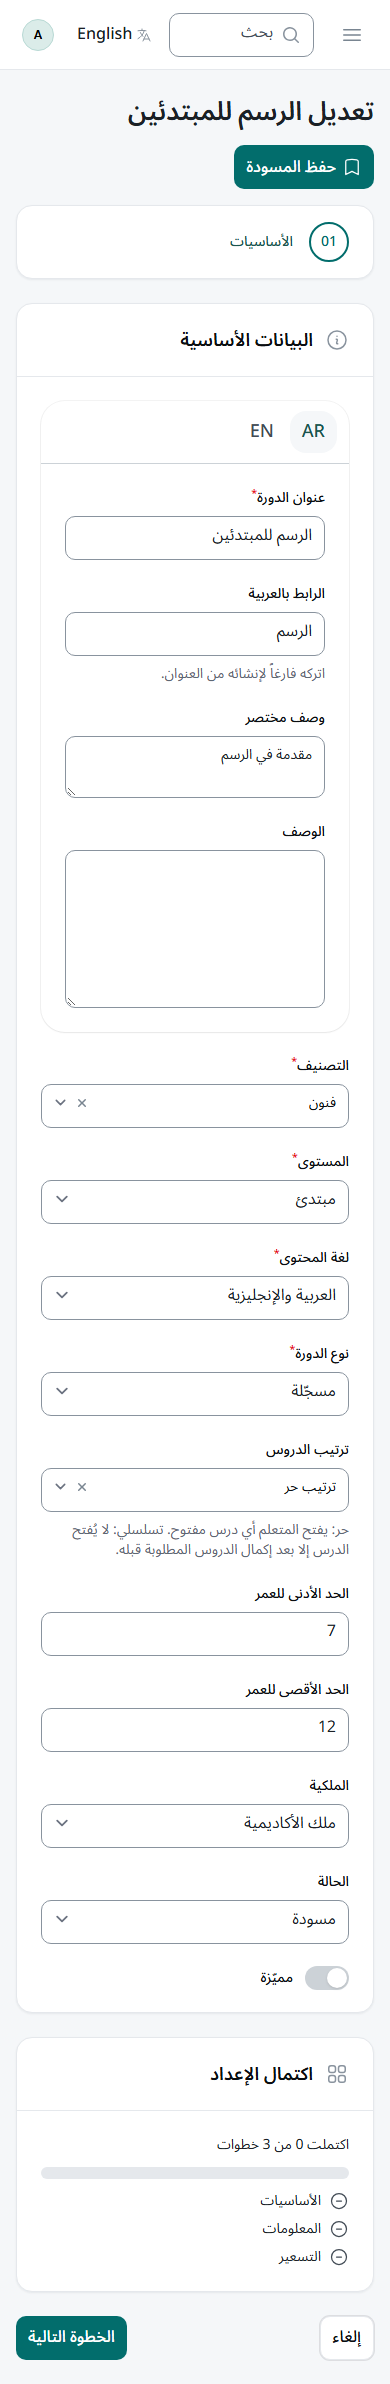 بحث
English
A
تعديل الرسم للمبتدئين
حفظ المسودة
01
الأساسيات
البيانات الأساسية
AR
EN
عنوان الدورة*
الرسم للمبتدئين
الرابط بالعربية
الرسم
اتركه فارغاً لإنشائه من العنوان.
وصف مختصر
مقدمة في الرسم
الوصف
التصنيف*
فنون
المستوى*
مبتدئ
لغة المحتوى*
العربية والإنجليزية
نوع الدورة*
مسجّلة
ترتيب الدروس
ترتيب حر
حر: يفتح المتعلم أي درس مفتوح. تسلسلي: لا يُفتح
الدرس إلا بعد إكمال الدروس المطلوبة قبله.
الحد الأدنى للعمر
7
الحد الأقصى للعمر
12
الملكية
ملك الأكاديمية
الحالة
مسودة
مميّزة
اكتمال الإعداد
اكتملت 0 من 3 خطوات
الأساسيات
المعلومات
التسعير
إلغاء
الخطوة التالية